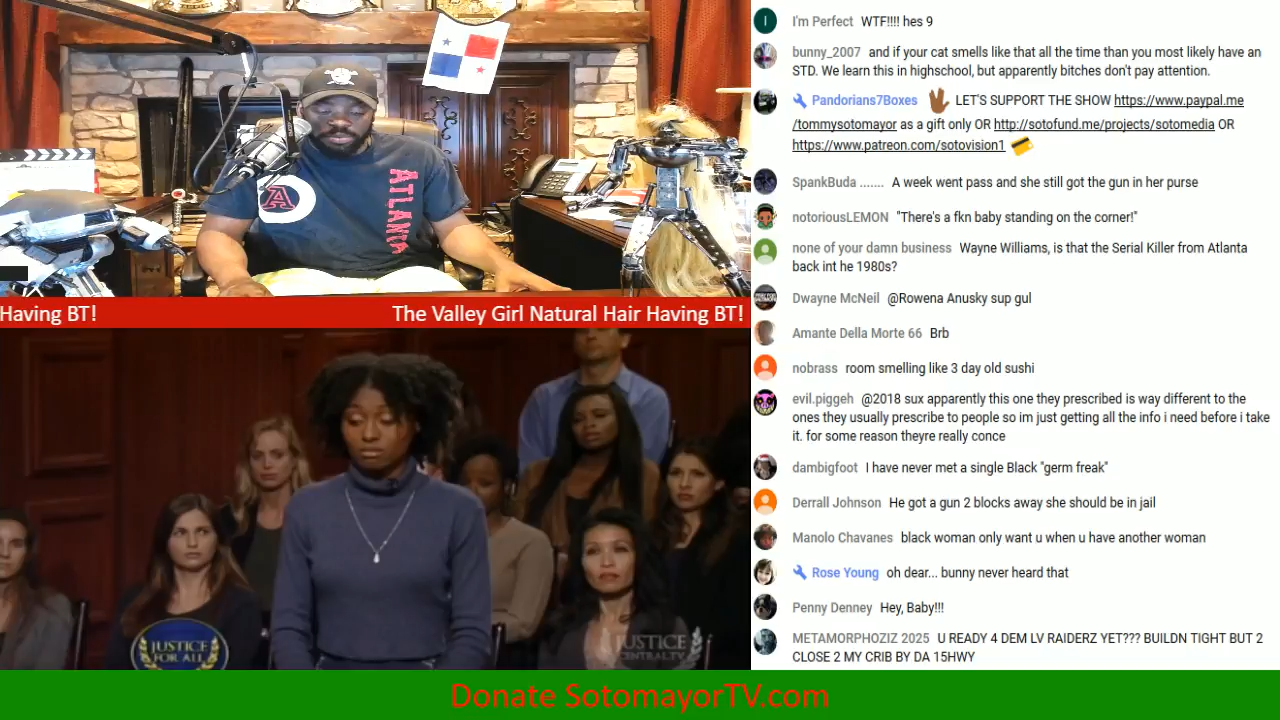 ATLANTA
A
Having BT!
The Valley Girl Natural Hair Having BT!
JUSTICE
FOR ALL
JUSTICE
CENTRAL.TV
I
I'm Perfect WTF!!!! hes 9
bunny_2007 and if your cat smells like that all the time than you most likely have an
STD. We learn this in highschool, but apparently bitches don't pay attention.
Pandorians7Boxes LET'S SUPPORT THE SHOW https://www.paypal.me
/tommysotomayor as a gift only OR http://sotofund.me/projects/sotomedia OR
https://www.patreon.com/sotovision1
SpankBuda ....... A week went pass and she still got the gun in her purse
notoriousLEMON "There's a fkn baby standing on the corner!"
none of your damn business Wayne Williams, is that the Serial Killer from Atlanta
back int he 1980s?
Dwayne McNeil @Rowena Anusky sup gul
Amante Della Morte 66 Brb
nobrass room smelling like 3 day old sushi
evil.piggeh @2018 sux apparently this one they prescribed is way different to the
ones they usually prescribe to people so im just getting all the info i need before i take
it. for some reason theyre really conce
dambigfoot I have never met a single Black "germ freak"
Derrall Johnson He got a gun 2 blocks away she should be in jail
Manolo Chavanes black woman only want u when u have another woman
Rose Young oh dear... bunny never heard that
Penny Denney Hey, Baby!!!
METAMORPHOZIZ 2025 U READY 4 DEM LV RAIDERZ YET??? BUILDN TIGHT BUT 2
CLOSE 2 MY CRIB BY DA 15HWY
Donate SotomayorTV.com